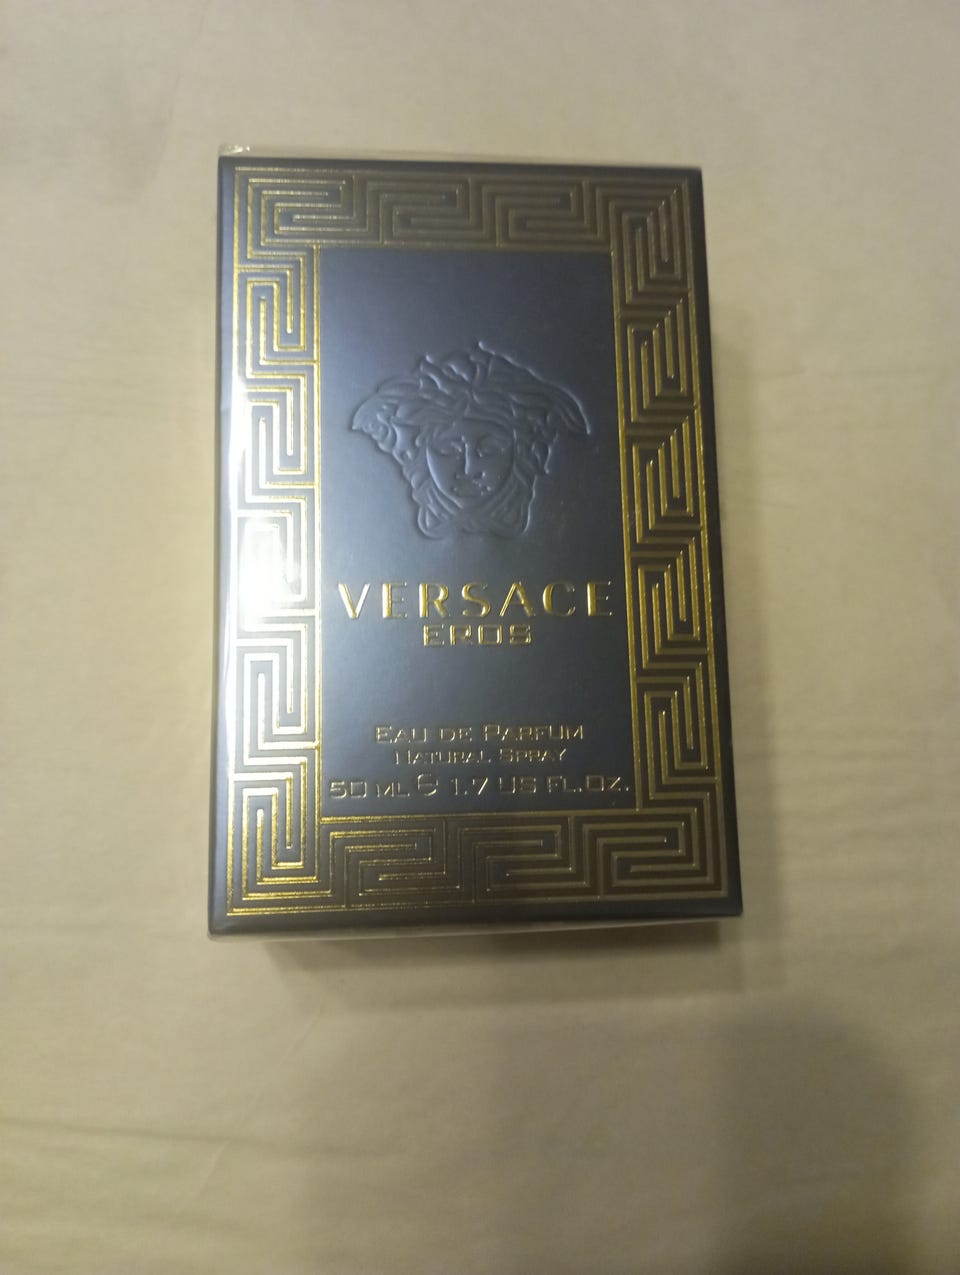 VERSACE
EROS
EAU DE PARFUM
NATURAL SPRAY
50 ML ℮ 1.7 US FL. OZ.